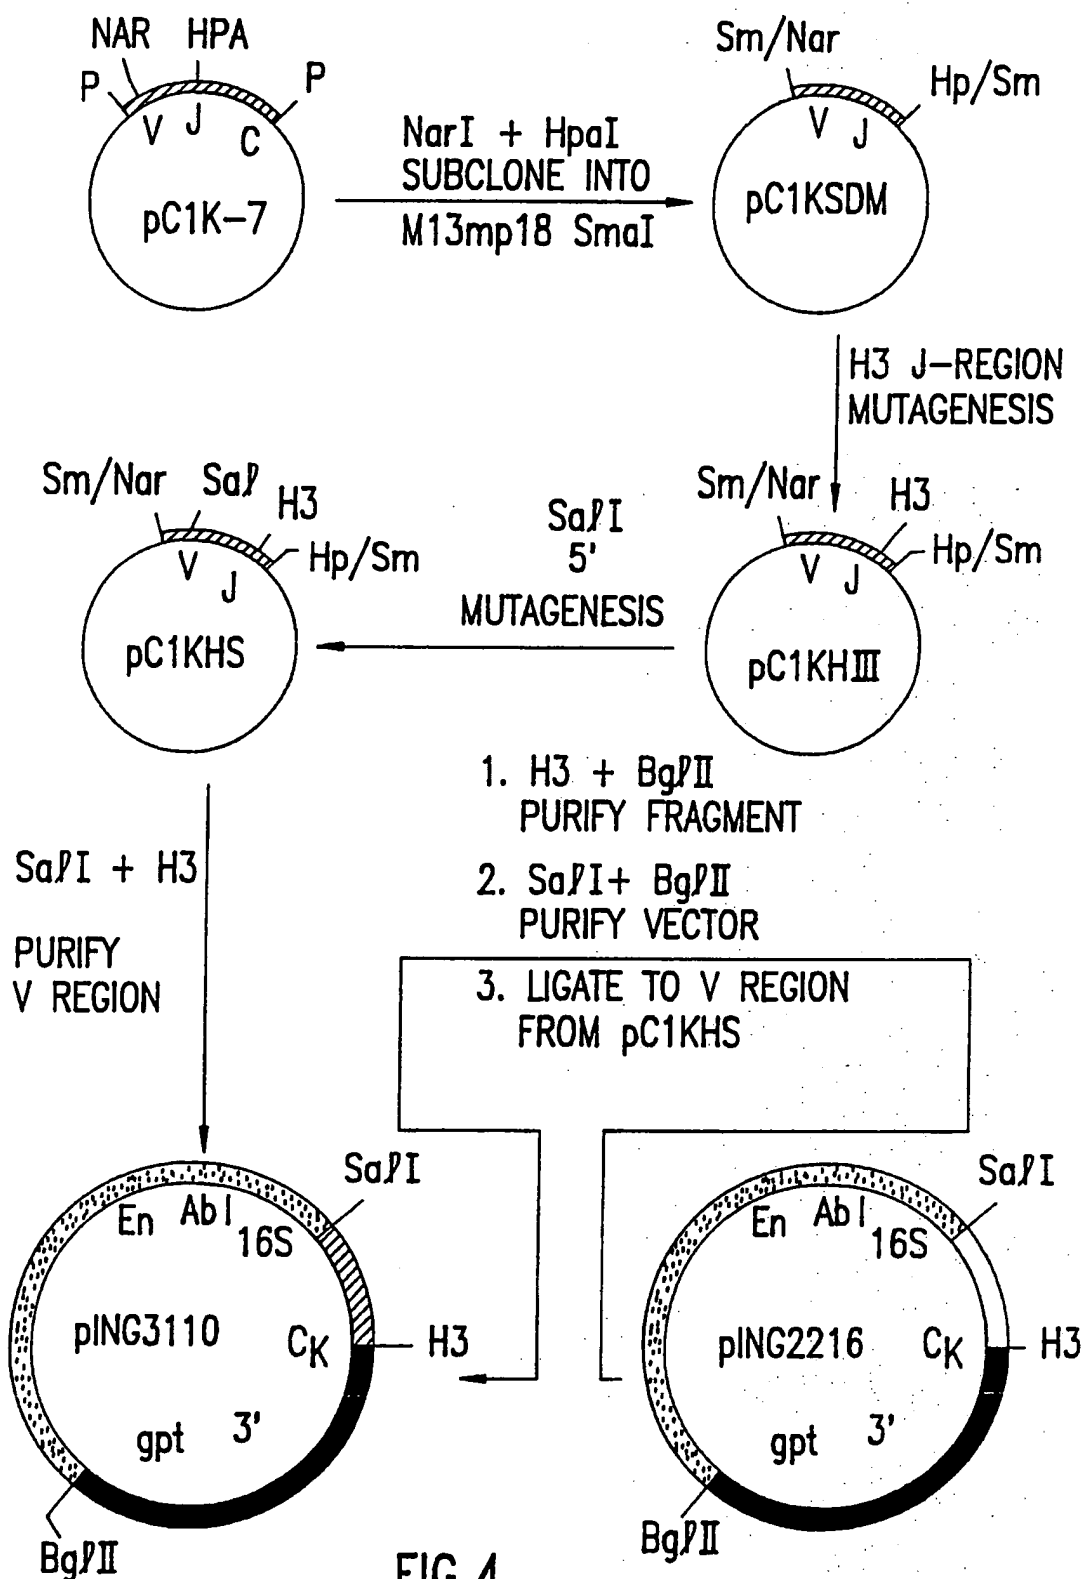 NAR HPA
P
P
V J C
pC1K-7
NarI + HpaI
SUBCLONE INTO
M13mp18 SmaI
Sm/Nar
Hp/Sm
V J
pC1KSDM
H3 J-REGION
MUTAGENESIS
Sm/Nar
H3
Hp/Sm
V J
pC1KHIII
SalI
5'
MUTAGENESIS
Sm/Nar Sal
H3
Hp/Sm
V J
pC1KHS
SalI + H3
PURIFY
V REGION
1. H3 + BglII
PURIFY FRAGMENT
2. SalI+ BglII
PURIFY VECTOR
3. LIGATE TO V REGION
FROM pC1KHS
SalI
En AbI 16S
pING3110 CK H3
gpt 3'
BglII
SalI
En AbI 16S
pING2216 CK H3
gpt 3'
BglII
FIG.4